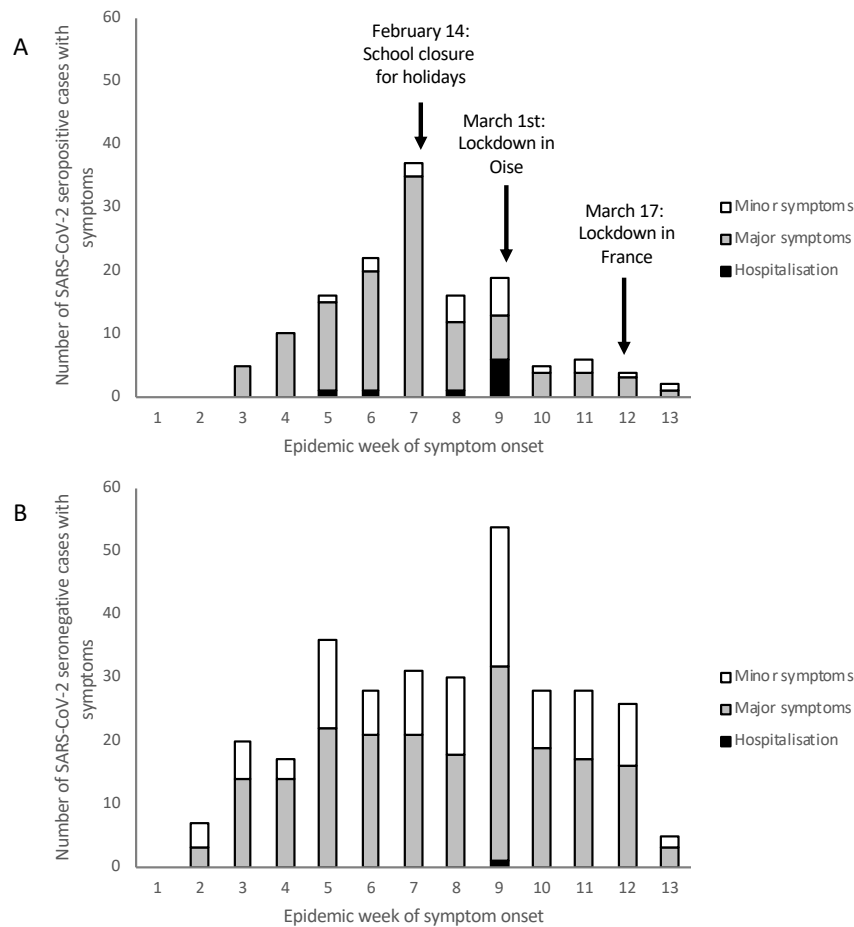 A
Number of SARS-CoV-2 seropositive cases with
symptoms
60
50
40
30
20
10
0
February 14:
School closure
for holidays
March 1st:
Lockdown in
Oise
March 17:
Lockdown in
France
Minor symptoms
Major symptoms
Hospitalisation
1 2 3 4 5 6 7 8 9 10 11 12 13
Epidemic week of symptom onset
B
Number of SARS-CoV-2 seronegative cases with
symptoms
60
50
40
30
20
10
0
Minor symptoms
Major symptoms
Hospitalisation
1 2 3 4 5 6 7 8 9 10 11 12 13
Epidemic week of symptom onset